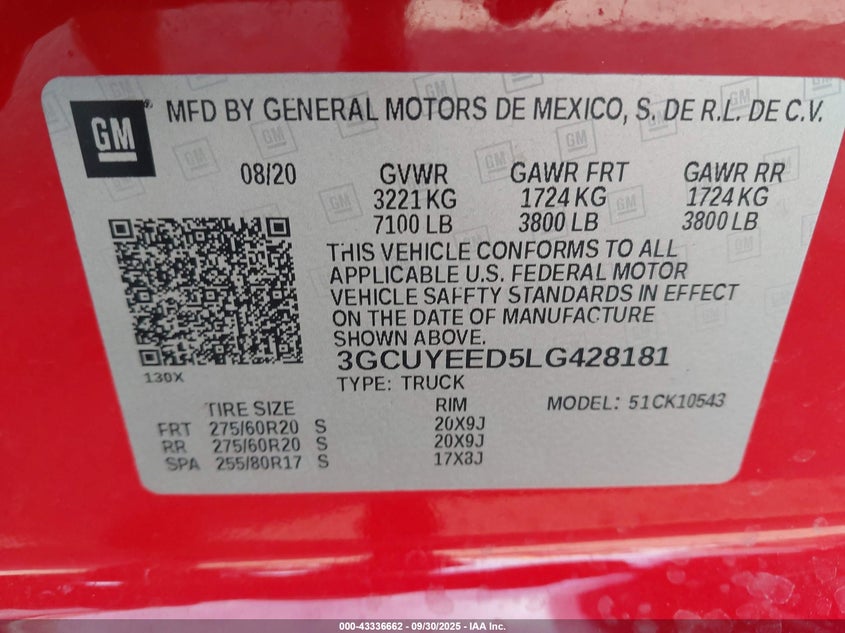 GM
MFD BY GENERAL MOTORS DE MEXICO, S. DE R.L. DE C.V.
08/20 GVWR GAWR FRT GAWR RR
3221 KG 1724 KG 1724 KG
7100 LB 3800 LB 3800 LB
THIS VEHICLE CONFORMS TO ALL
APPLICABLE U.S. FEDERAL MOTOR
VEHICLE SAFETY STANDARDS IN EFFECT
ON THE DATE OF MANUFACTURE
SHOWN ABOVE.
3GCUYEED5LG428181
130X
TYPE: TRUCK
TIRE SIZE RIM MODEL: 51CK10543
FRT 275/60R20 S 20X9J
RR 275/60R20 S 20X9J
SPA 255/80R17 S 17X8J
000-43336662 - 09/30/2025 - IAA Inc.